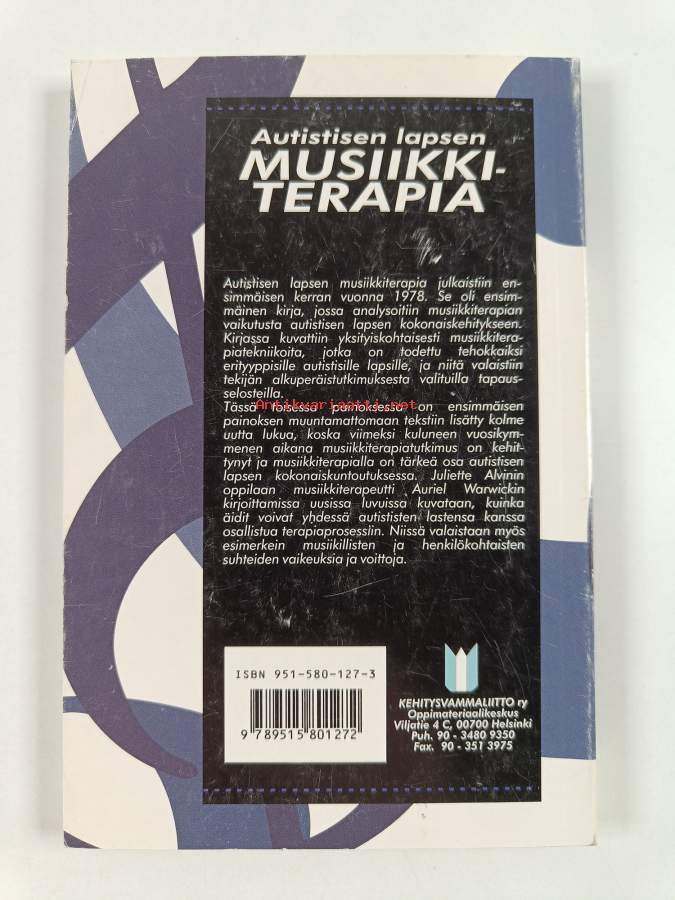 Autistisen lapsen
MUSIIKKI-
TERAPIA
Autistisen lapsen musiikkiterapia julkaistiin en-
simmäisen kerran vuonna 1978. Se oli ensim-
mäinen kirja, jossa analysoitiin musiikkiterapian
vaikutusta autistisen lapsen kokonaiskehitykseen.
Kirjassa kuvattiin yksityiskohtaisesti musiikkitera-
piatekniikoita, jotka on todettu tehokkaiksi
erityyppisille autistisille lapsille, ja niitä valaistiin
tekijän alkuperäistutkimuksesta valituilla tapaus-
selosteilla.
Antikvariaatti.net
Tässä toisessa painoksessa on ensimmäisen
painoksen muuntamattomaan tekstiin lisätty kolme
uutta lukua, koska viimeksi kuluneen vuosikym-
menen aikana musiikkiterapiatutkimus on kehit-
tynyt ja musiikkiterapialla on tärkeä osa autistisen
lapsen kokonaiskuntoutuksessa. Juliette Alvinin
oppilaan musiikkiterapeutti Auriel Warwickin
kirjoittamissa uusissa luvuissa kuvataan, kuinka
äidit voivat yhdessä autististen lastensa kanssa
osallistua terapiaprosessiin. Niissä valaistaan myös
esimerkein musiikillisten ja henkilökohtaisten
suhteiden vaikeuksia ja voittoja.
ISBN 951-580-127-3
9 789515 801272
KEHITYSVAMMALIITTO ry
Oppimateriaalikeskus
Viljatie 4 C, 00700 Helsinki
Puh. 90 - 3480 9350
Fax. 90 - 351 3975